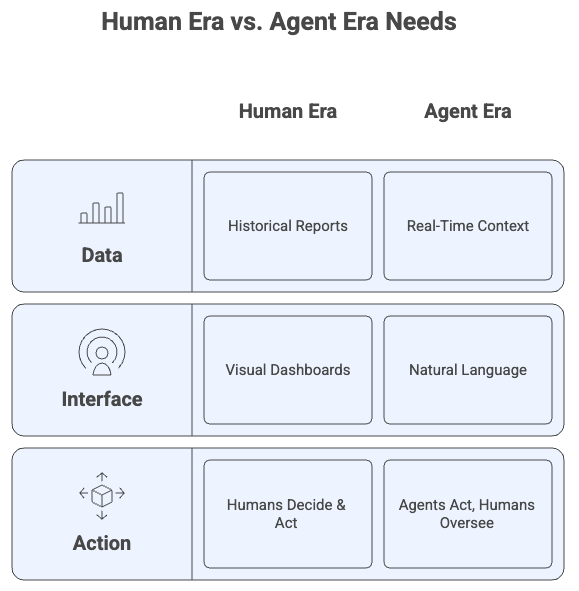 Human Era vs. Agent Era Needs
Human Era
Agent Era
Data
Historical Reports
Real-Time Context
Interface
Visual Dashboards
Natural Language
Action
Humans Decide &
Act
Agents Act, Humans
Oversee